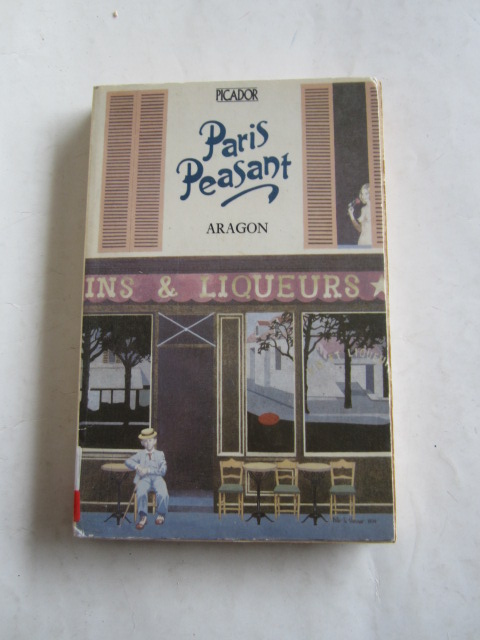 PICADOR
Paris
Peasant
ARAGON
INS & LIQUEURS